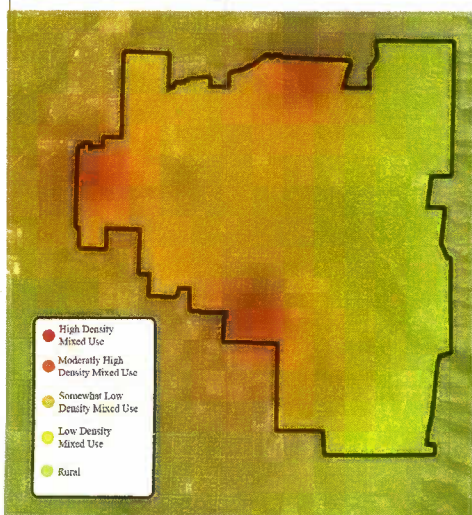 High Density
Mixed Use
Moderatly High
Density Mixed Use
Somewhat Low
Density Mixed Use
Low Density
Mixed Use
Rural